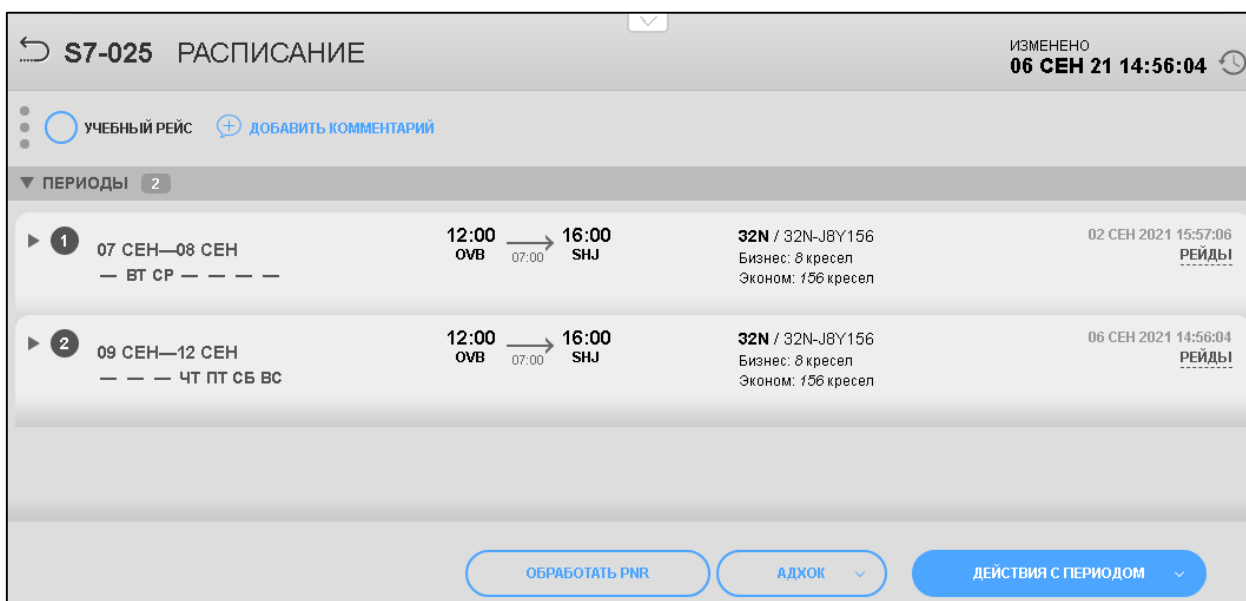 S7-025 РАСПИСАНИЕ
ИЗМЕНЕНО
06 СЕН 21 14:56:04
УЧЕБНЫЙ РЕЙС ДОБАВИТЬ КОММЕНТАРИЙ
ПЕРИОДЫ 2
1 07 СЕН—08 СЕН
— ВТ СР — — — —
12:00 16:00
OVB 07:00 SHJ
32N / 32N-J8Y156
Бизнес: 8 кресел
Эконом: 156 кресел
02 СЕН 2021 15:57:06
РЕЙДЫ
2 09 СЕН—12 СЕН
— — — ЧТ ПТ СБ ВС
12:00 16:00
OVB 07:00 SHJ
32N / 32N-J8Y156
Бизнес: 8 кресел
Эконом: 156 кресел
06 СЕН 2021 14:56:04
РЕЙДЫ
ОБРАБОТАТЬ PNR АДХОК ДЕЙСТВИЯ С ПЕРИОДОМ